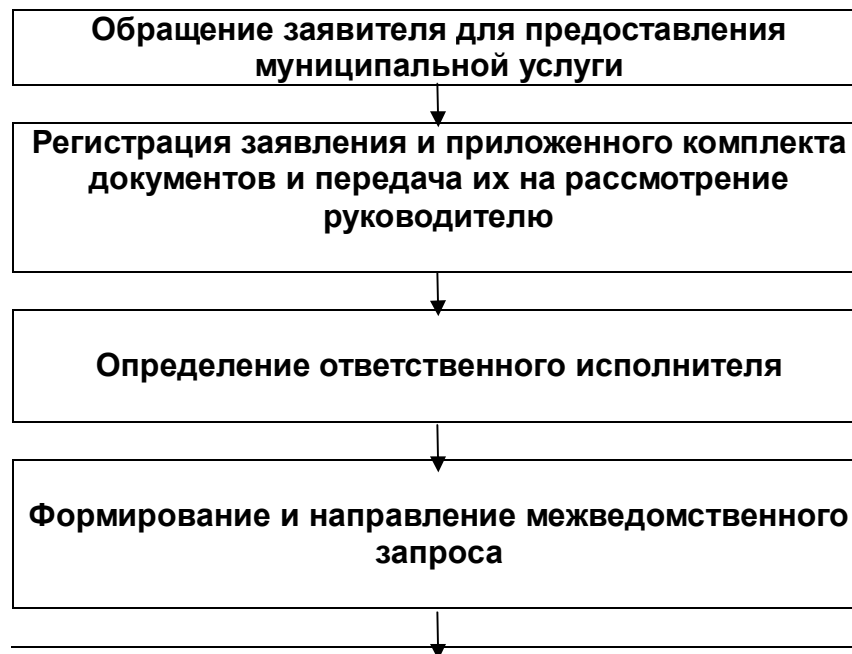 Обращение заявителя для предоставления
муниципальной услуги
Регистрация заявления и приложенного комплекта
документов и передача их на рассмотрение
руководителю
Определение ответственного исполнителя
Формирование и направление межведомственного
запроса